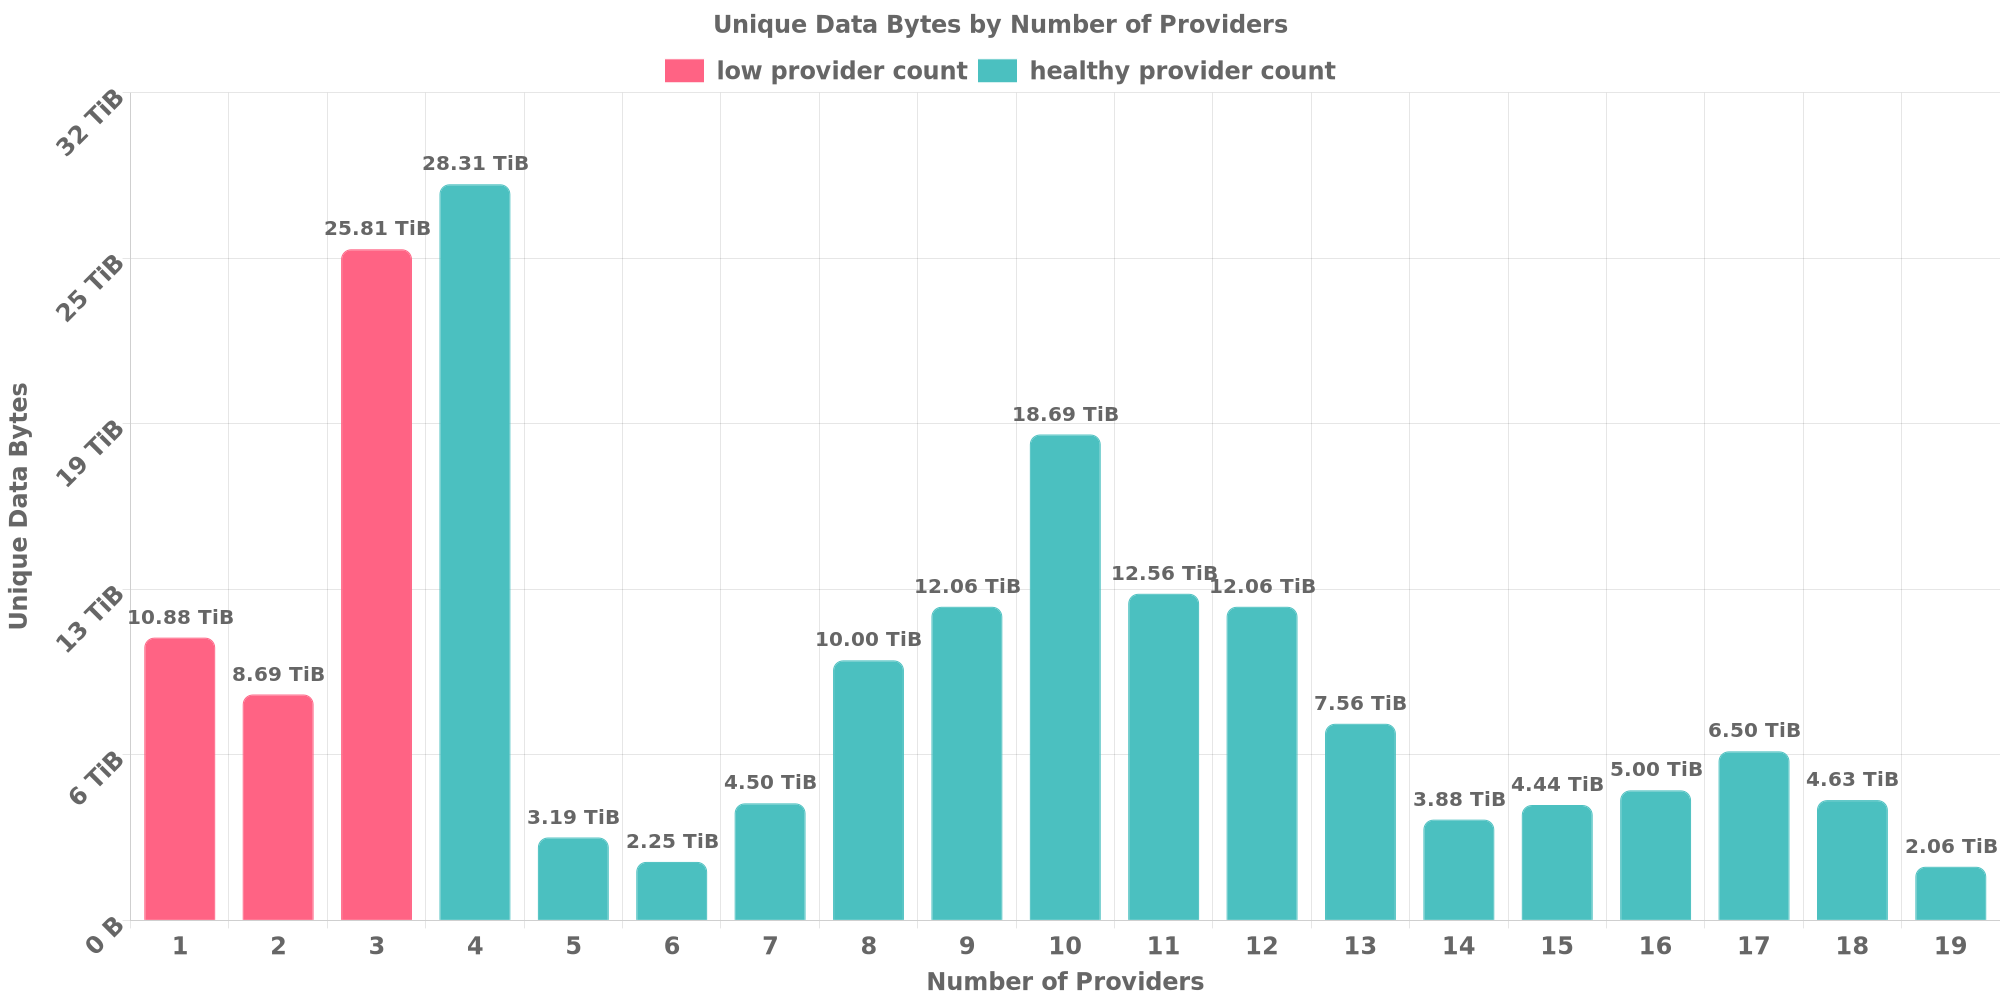 Unique Data Bytes by Number of Providers
low provider count healthy provider count
32 TiB
25 TiB
19 TiB
13 TiB
6 TiB
0 B
Unique Data Bytes
10.88 TiB
8.69 TiB
25.81 TiB
28.31 TiB
3.19 TiB
2.25 TiB
4.50 TiB
10.00 TiB
12.06 TiB
18.69 TiB
12.56 TiB
12.06 TiB
7.56 TiB
3.88 TiB
4.44 TiB
5.00 TiB
6.50 TiB
4.63 TiB
2.06 TiB
1 2 3 4 5 6 7 8 9 10 11 12 13 14 15 16 17 18 19
Number of Providers